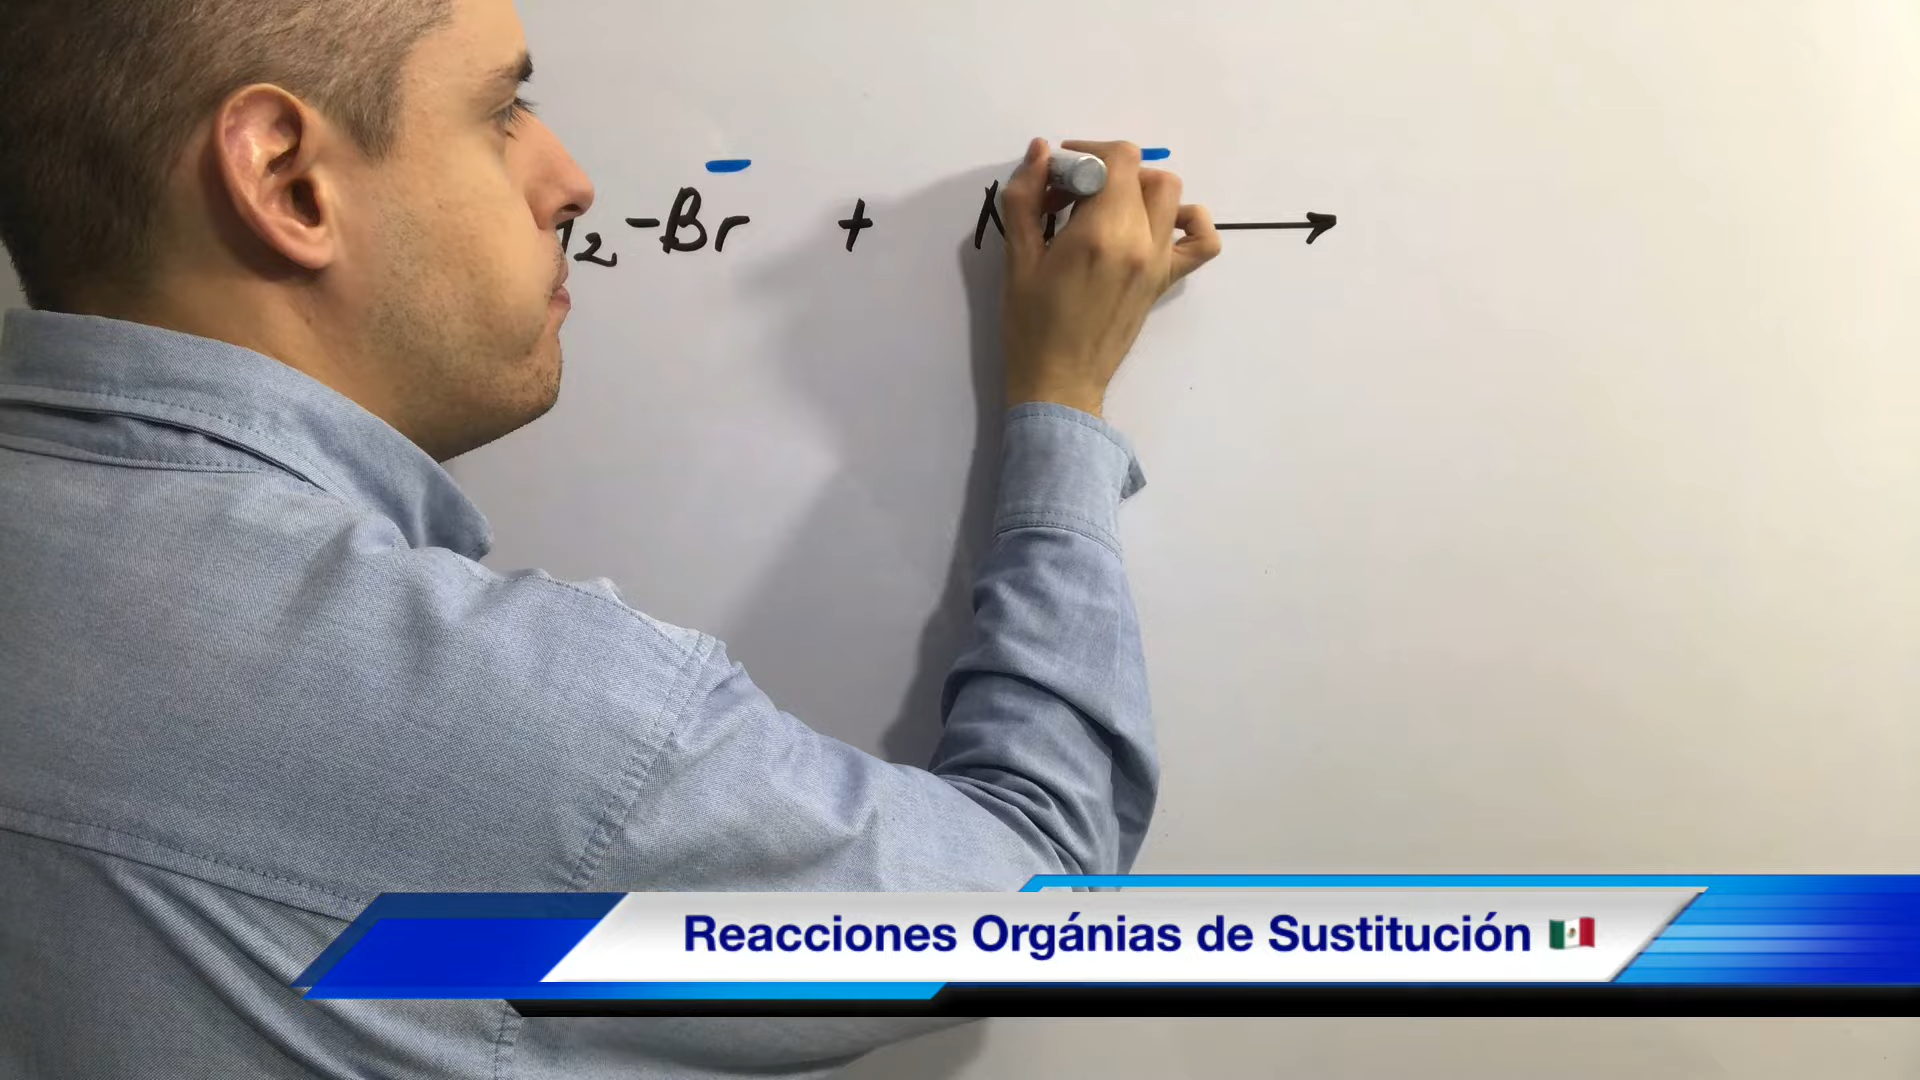 ₂-Br + N →
Reacciones Orgánias de Sustitución 🇲🇽